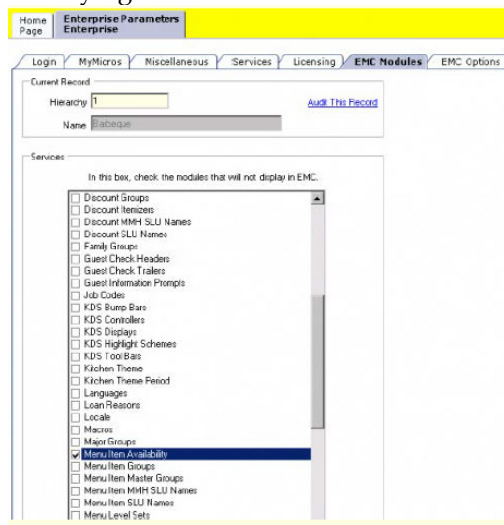 Home Page
Enterprise Parameters
Enterprise
Login
MyMicros
Miscellaneous
Services
Licensing
EMC Modules
EMC Options
Current Record
Hierarchy 1
Audit This Record
Name Babeque
Services
In this box, check the modules that will not display in EMC.
Discount Groups
Discount Itemizers
Discount MMH SLU Names
Discount SLU Names
Family Groups
Guest Check Headers
Guest Check Trailers
Guest Information Prompts
Job Codes
KDS Bump Bars
KDS Controllers
KDS Displays
KDS Highlight Schemes
KDS Tool Bars
Kitchen Theme
Kitchen Theme Period
Languages
Loan Reasons
Locale
Macros
Major Groups
Menu Item Availability
Menu Item Groups
Menu Item Master Groups
Menu Item MMH SLU Names
Menu Item SLU Names
Menu Level Sets